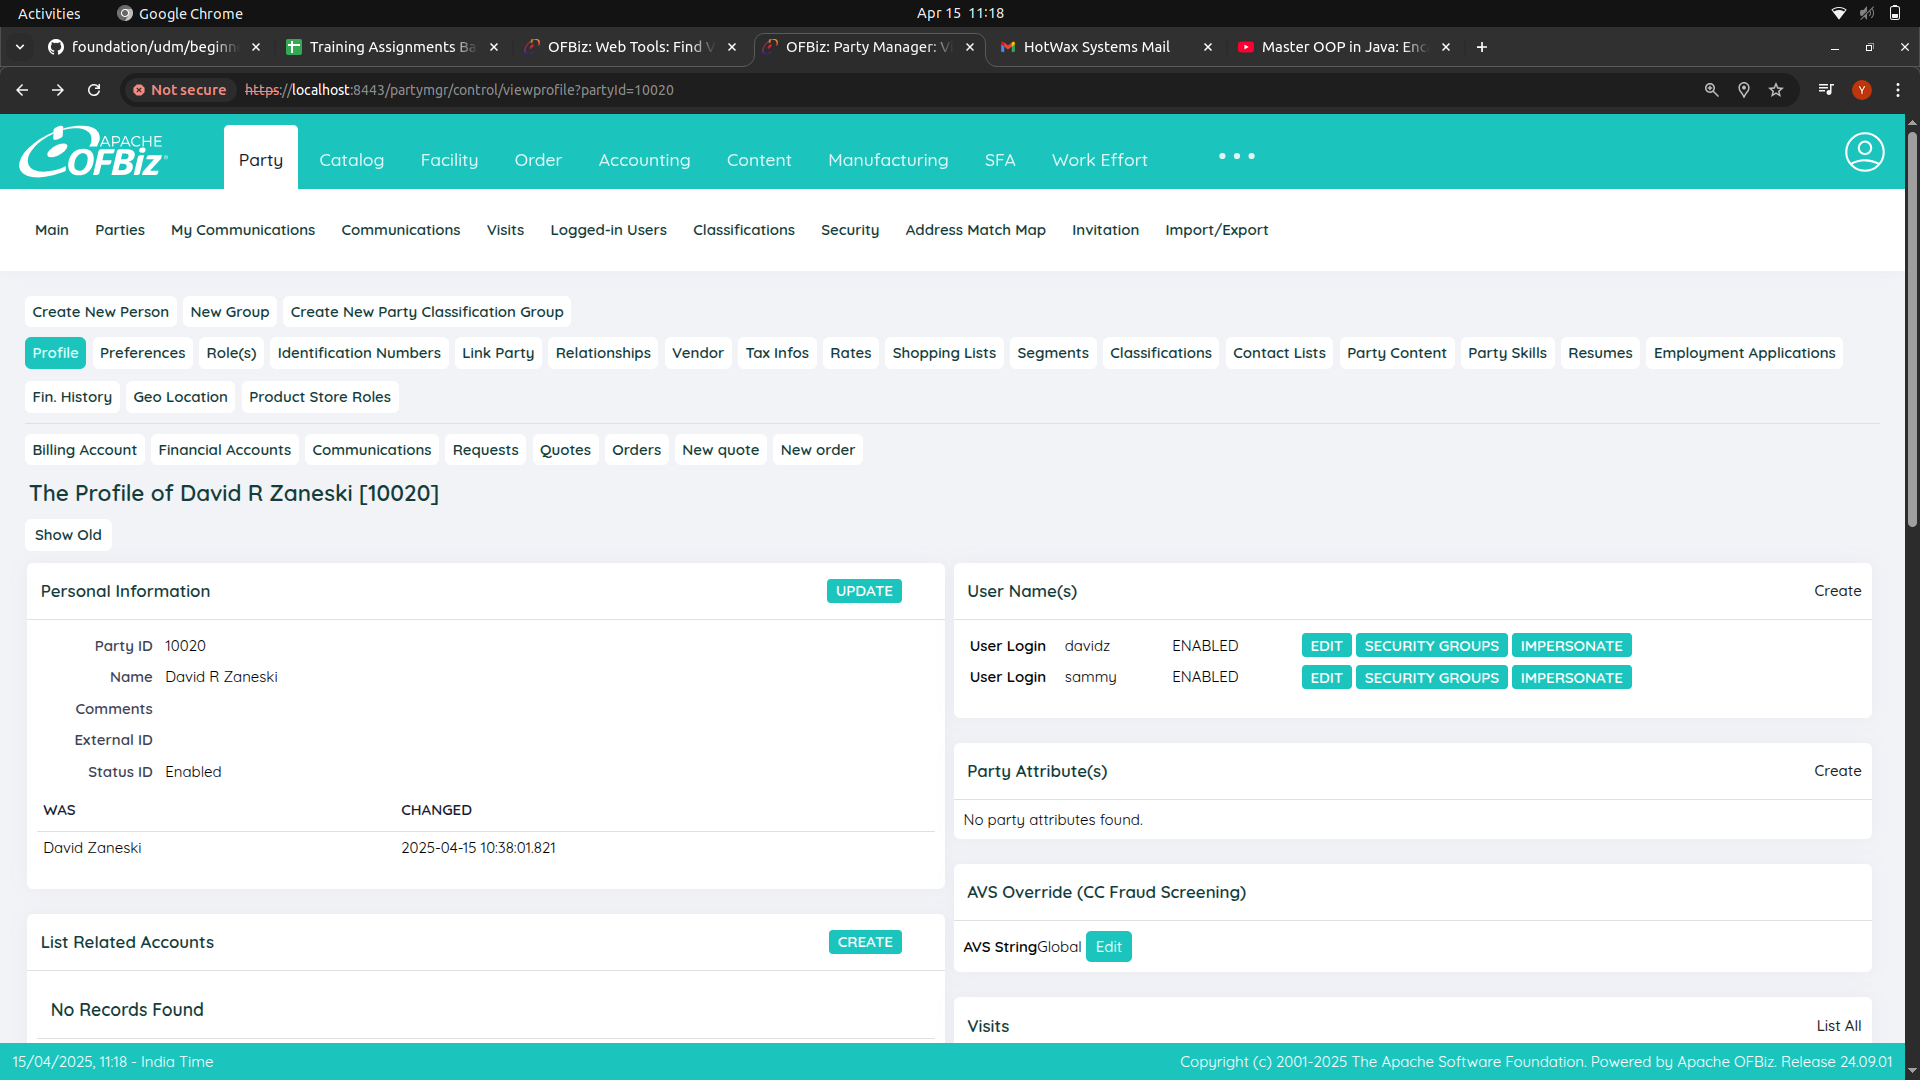 Activities
Google Chrome
Apr 15 11:18
foundation/udm/beginn
Training Assignments Ba
OFBiz: Web Tools: Find V
OFBiz: Party Manager: Vi
HotWax Systems Mail
Master OOP in Java: Enc
Not secure
https://localhost:8443/partymgr/control/viewprofile?partyId=10020
Y
APACHE
OFBiz
Party
Catalog
Facility
Order
Accounting
Content
Manufacturing
SFA
Work Effort
Main
Parties
My Communications
Communications
Visits
Logged-in Users
Classifications
Security
Address Match Map
Invitation
Import/Export
Create New Person
New Group
Create New Party Classification Group
Profile
Preferences
Role(s)
Identification Numbers
Link Party
Relationships
Vendor
Tax Infos
Rates
Shopping Lists
Segments
Classifications
Contact Lists
Party Content
Party Skills
Resumes
Employment Applications
Fin. History
Geo Location
Product Store Roles
Billing Account
Financial Accounts
Communications
Requests
Quotes
Orders
New quote
New order
The Profile of David R Zaneski [10020]
Show Old
Personal Information
UPDATE
Party ID 10020
Name David R Zaneski
Comments
External ID
Status ID Enabled
WAS CHANGED
David Zaneski 2025-04-15 10:38:01.821
List Related Accounts
CREATE
No Records Found
User Name(s)
Create
User Login davidz ENABLED EDIT SECURITY GROUPS IMPERSONATE
User Login sammy ENABLED EDIT SECURITY GROUPS IMPERSONATE
Party Attribute(s)
Create
No party attributes found.
AVS Override (CC Fraud Screening)
AVS StringGlobal Edit
Visits
List All
15/04/2025, 11:18 - India Time
Copyright (c) 2001-2025 The Apache Software Foundation. Powered by Apache OFBiz. Release 24.09.01